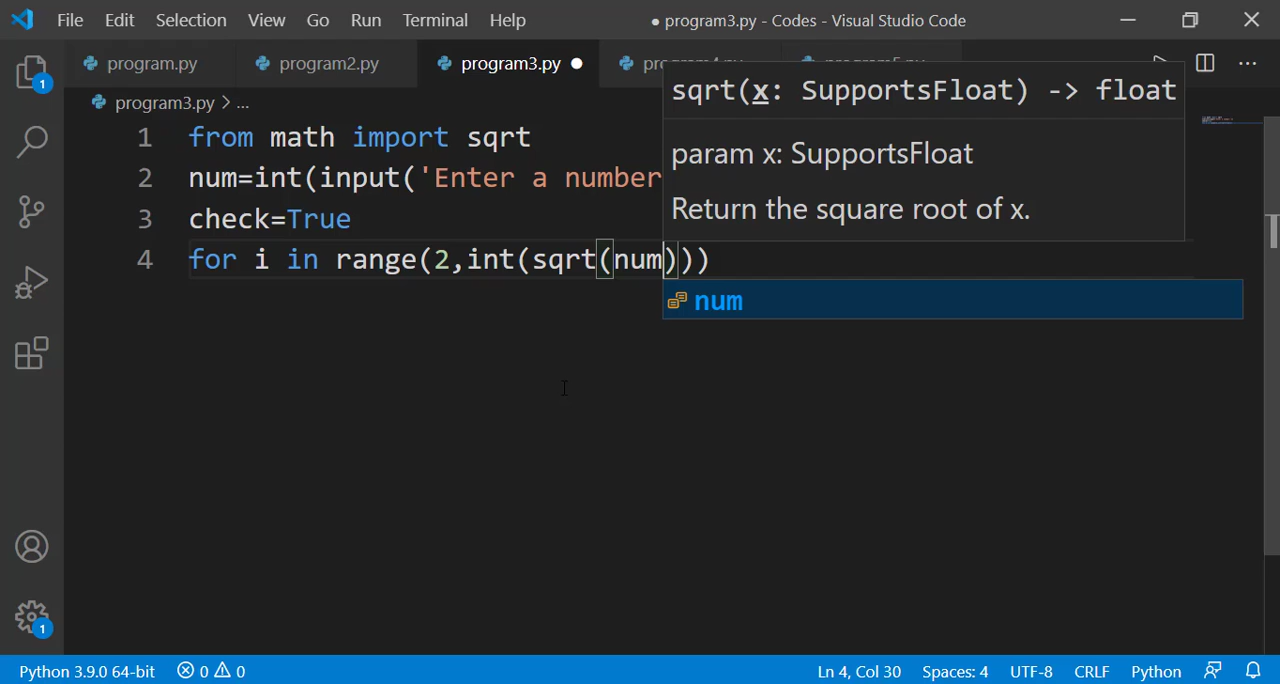 File Edit Selection View Go Run Terminal Help ● program3.py - Codes - Visual Studio Code
program.py program2.py program3.py ●
program3.py > ...
sqrt(x: SupportsFloat) -> float
param x: SupportsFloat
Return the square root of x.
1 from math import sqrt
2 num=int(input('Enter a number
3 check=True
4 for i in range(2,int(sqrt(num)))
num
1
1
Python 3.9.0 64-bit 0 0 Ln 4, Col 30 Spaces: 4 UTF-8 CRLF Python